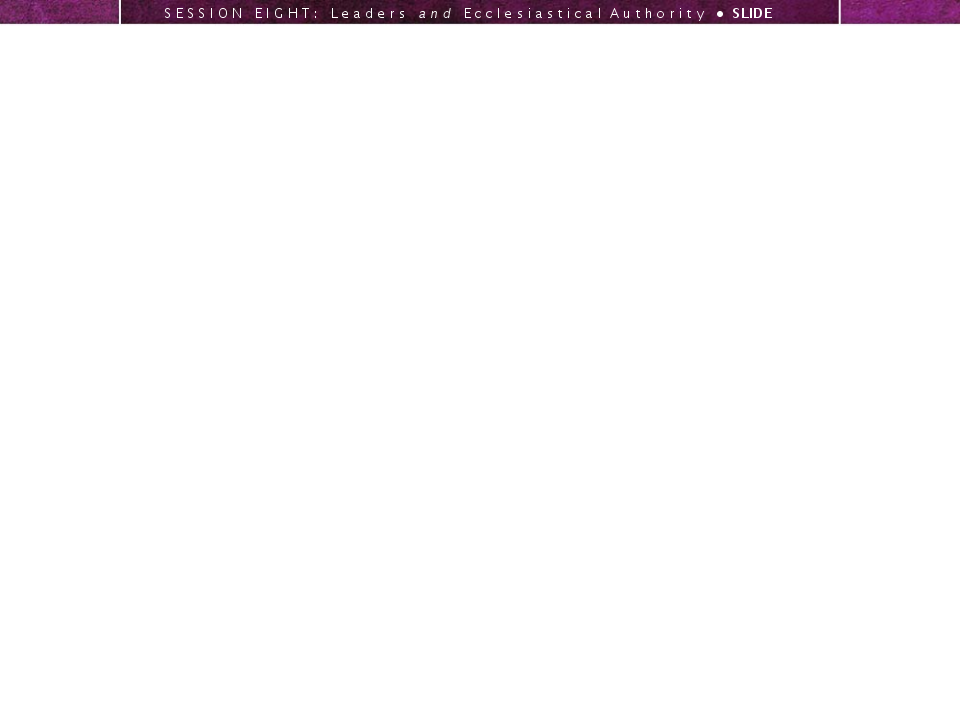 SESSION EIGHT: Leaders and Ecclesiastical Authority ● SLIDE